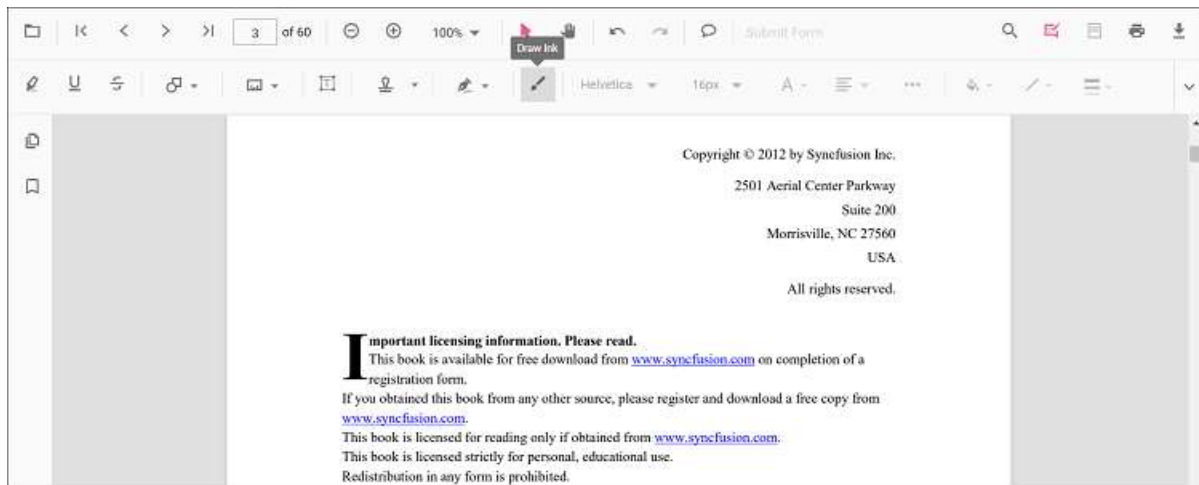 3 of 60 100% Submit Form
Draw Ink
Helvetica 16px A
Copyright © 2012 by Syncfusion Inc.
2501 Aerial Center Parkway
Suite 200
Morrisville, NC 27560
USA
All rights reserved.
Important licensing information. Please read.
This book is available for free download from www.syncfusion.com on completion of a
registration form.
If you obtained this book from any other source, please register and download a free copy from
www.syncfusion.com.
This book is licensed for reading only if obtained from www.syncfusion.com.
This book is licensed strictly for personal, educational use.
Redistribution in any form is prohibited.